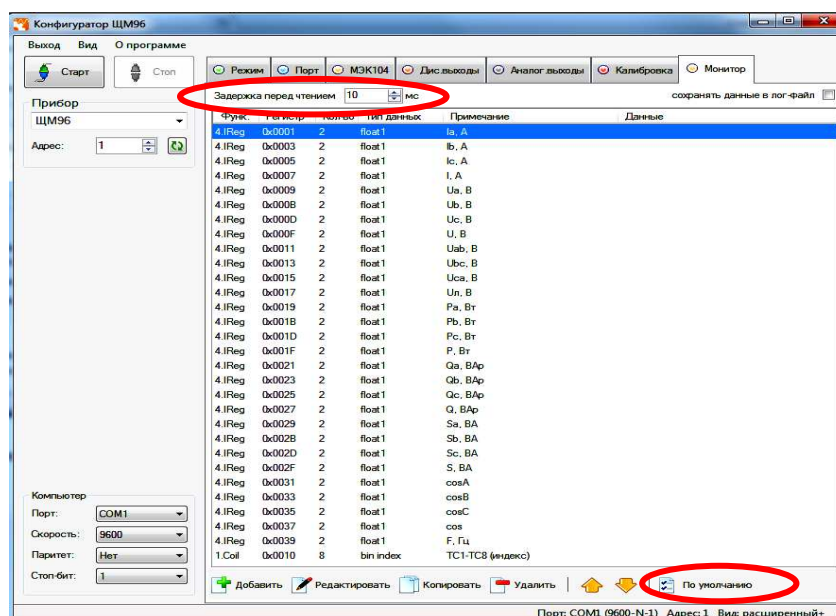 Конфигуратор ЩМ96
Выход Вид О программе
Старт Стоп
Режим Порт МЭК104 Дис.выходы Аналог.выходы Калибровка Монитор
Прибор
ЩМ96
Адрес: 1
Задержка перед чтением 10 мс сохранять данные в лог-файл
Функ. Регистр Кол-во Тип данных Примечание Данные
4.IReg 0x0001 2 float1 Ia, А
4.IReg 0x0003 2 float1 Ib, А
4.IReg 0x0005 2 float1 Ic, А
4.IReg 0x0007 2 float1 I, А
4.IReg 0x0009 2 float1 Ua, В
4.IReg 0x000B 2 float1 Ub, В
4.IReg 0x000D 2 float1 Uc, В
4.IReg 0x000F 2 float1 U, В
4.IReg 0x0011 2 float1 Uab, В
4.IReg 0x0013 2 float1 Ubc, В
4.IReg 0x0015 2 float1 Uca, В
4.IReg 0x0017 2 float1 Uл, В
4.IReg 0x0019 2 float1 Pa, Вт
4.IReg 0x001B 2 float1 Pb, Вт
4.IReg 0x001D 2 float1 Pc, Вт
4.IReg 0x001F 2 float1 P, Вт
4.IReg 0x0021 2 float1 Qa, ВАр
4.IReg 0x0023 2 float1 Qb, ВАр
4.IReg 0x0025 2 float1 Qc, ВАр
4.IReg 0x0027 2 float1 Q, ВАр
4.IReg 0x0029 2 float1 Sa, ВА
4.IReg 0x002B 2 float1 Sb, ВА
4.IReg 0x002D 2 float1 Sc, ВА
4.IReg 0x002F 2 float1 S, ВА
4.IReg 0x0031 2 float1 cosA
4.IReg 0x0033 2 float1 cosB
4.IReg 0x0035 2 float1 cosC
4.IReg 0x0037 2 float1 cos
4.IReg 0x0039 2 float1 F, Гц
1.Coil 0x0010 8 bin index ТС1-ТС8 (индекс)
Компьютер
Порт: COM1
Скорость: 9600
Паритет: Нет
Стоп-бит: 1
Добавить Редактировать Копировать Удалить По умолчанию
Порт: COM1 (9600-N-1) Адрес: 1 Вид: расширенный+